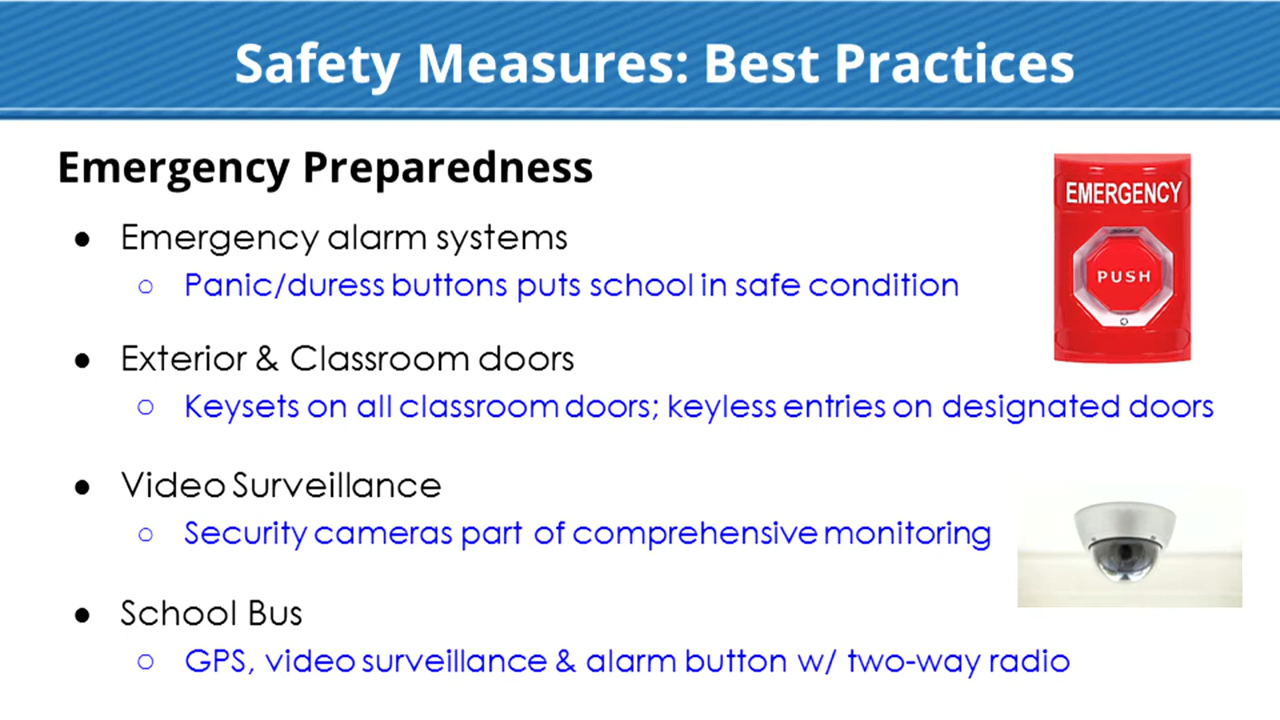 Safety Measures: Best Practices
Emergency Preparedness
● Emergency alarm systems
○ Panic/duress buttons puts school in safe condition
● Exterior & Classroom doors
○ Keysets on all classroom doors; keyless entries on designated doors
● Video Surveillance
○ Security cameras part of comprehensive monitoring
● School Bus
○ GPS, video surveillance & alarm button w/ two-way radio
EMERGENCY
PUSH